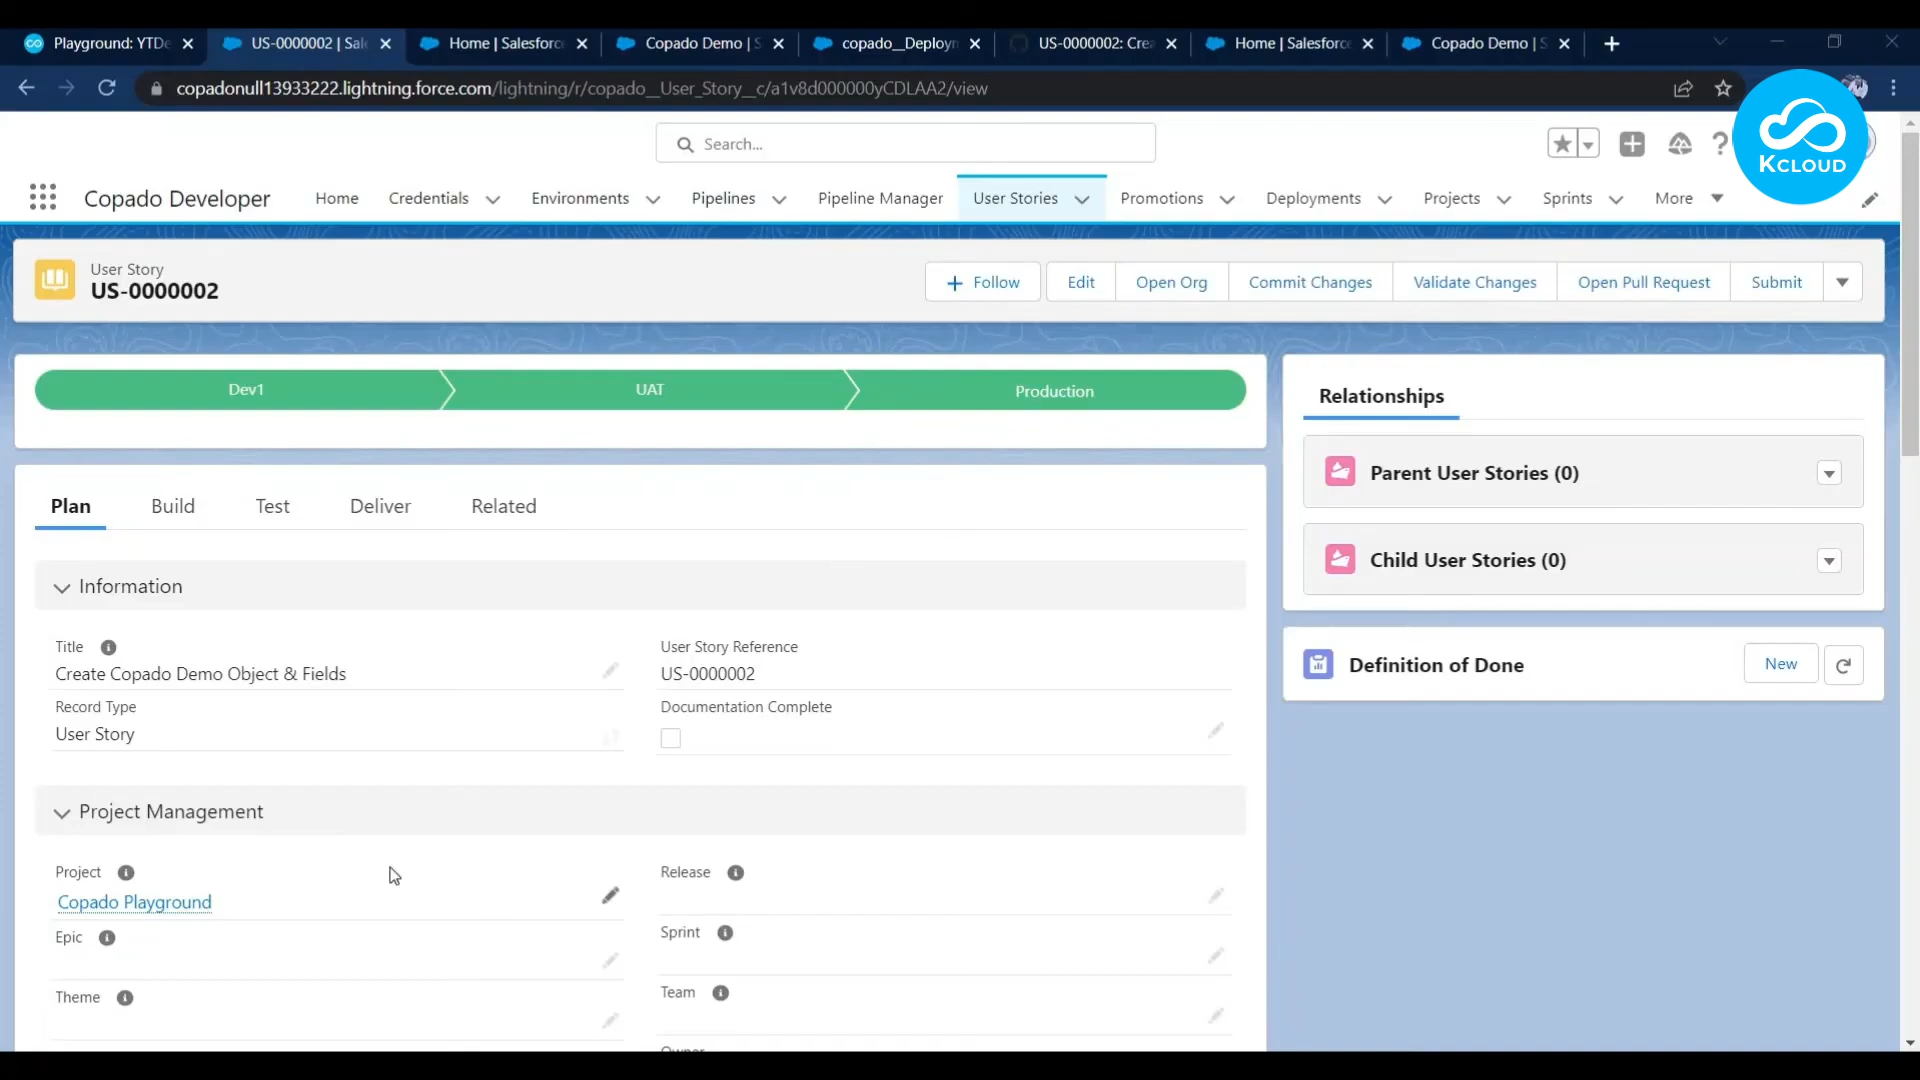 Playground: YTDe
US-0000002 | Sal
Home | Salesforce
Copado Demo | S
copado__Deploym
US-0000002: Crea
Home | Salesforce
Copado Demo | S
copadonull13933222.lightning.force.com/lightning/r/copado__User_Story__c/a1v8d000000yCDLAA2/view
KCLOUD
Search...
Copado Developer
Home
Credentials
Environments
Pipelines
Pipeline Manager
User Stories
Promotions
Deployments
Projects
Sprints
More
User Story
US-0000002
Follow
Edit
Open Org
Commit Changes
Validate Changes
Open Pull Request
Submit
Dev1
UAT
Production
Relationships
Parent User Stories (0)
Child User Stories (0)
Definition of Done
New
Plan
Build
Test
Deliver
Related
Information
Title
Create Copado Demo Object & Fields
User Story Reference
US-0000002
Record Type
User Story
Documentation Complete
Project Management
Project
Copado Playground
Release
Epic
Sprint
Theme
Team